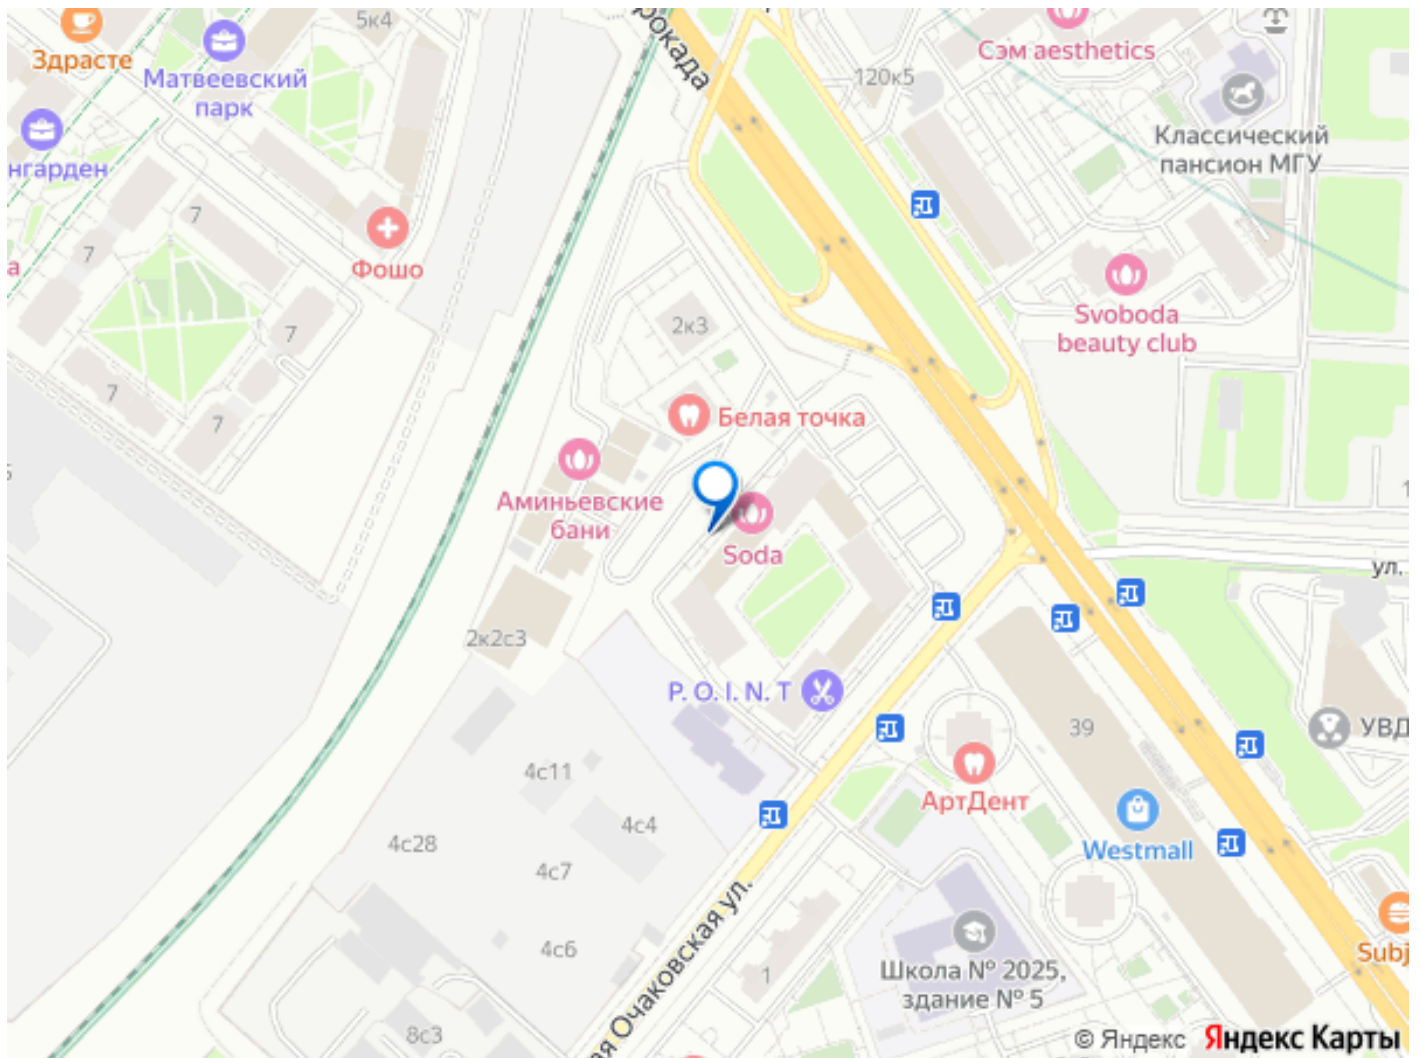 5к4
Здрасте
Матвеевский
парк
нгарден
рокада
Сэм aesthetics
120к5
Классический
пансион МГУ
7
7
Фошо
а
7
7
7
2к3
Svoboda
beauty club
Белая точка
Аминьевские
бани
Soda
ул.
2к2с3
P. O. I. N. T
39
УВД
АртДент
Westmall
4с11
4с4
4с28
4с7
4с6
8с3
1
ая Очаковская ул.
Школа № 2025,
здание № 5
Subj
© Яндекс Яндекс Карты